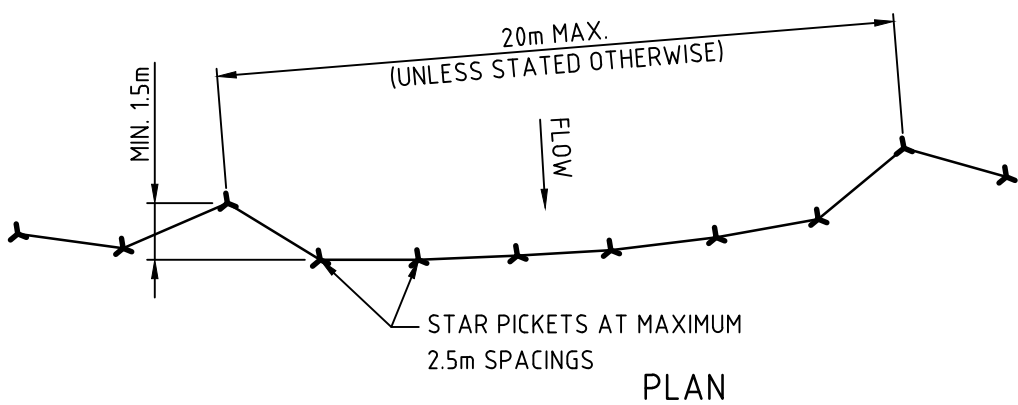 20m MAX.
(UNLESS STATED OTHERWISE)
MIN. 1.5m
FLOW
STAR PICKETS AT MAXIMUM
2.5m SPACINGS
PLAN